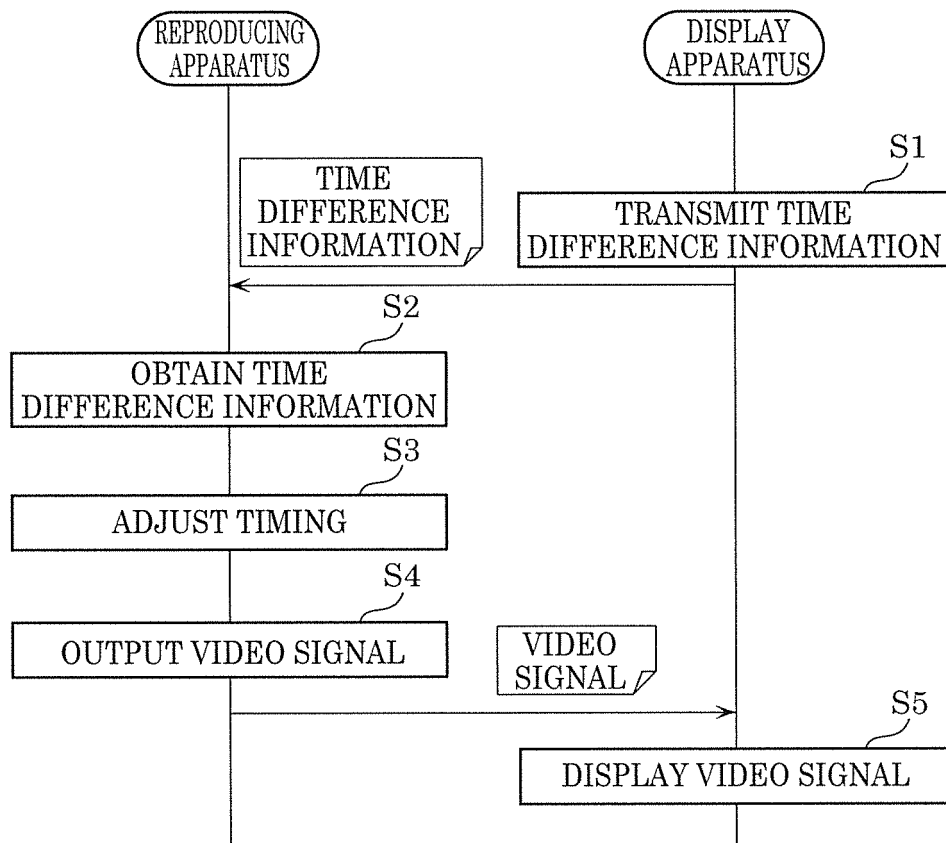 REPRODUCING
APPARATUS
DISPLAY
APPARATUS
S1
TRANSMIT TIME
DIFFERENCE INFORMATION
TIME
DIFFERENCE
INFORMATION
S2
OBTAIN TIME
DIFFERENCE INFORMATION
S3
ADJUST TIMING
S4
OUTPUT VIDEO SIGNAL
VIDEO
SIGNAL
S5
DISPLAY VIDEO SIGNAL